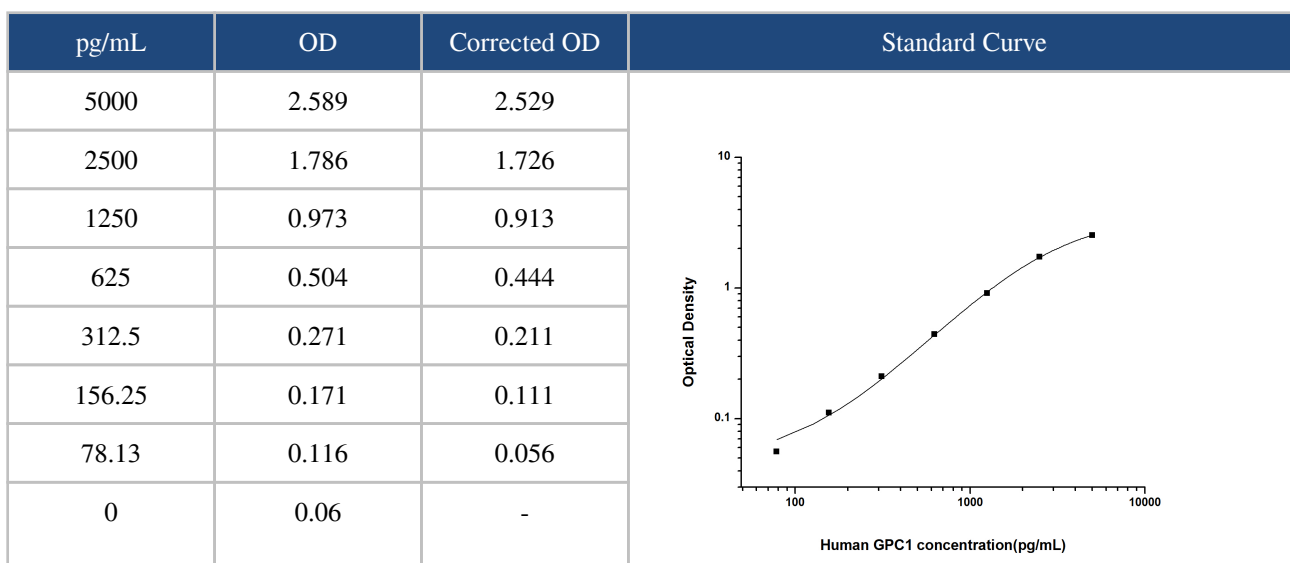 pg/mL OD Corrected OD Standard Curve
5000 2.589 2.529
2500 1.786 1.726
1250 0.973 0.913
625 0.504 0.444
312.5 0.271 0.211
156.25 0.171 0.111
78.13 0.116 0.056
0 0.06 -
10
1
0.1
Optical Density
100 1000 10000
Human GPC1 concentration(pg/mL)